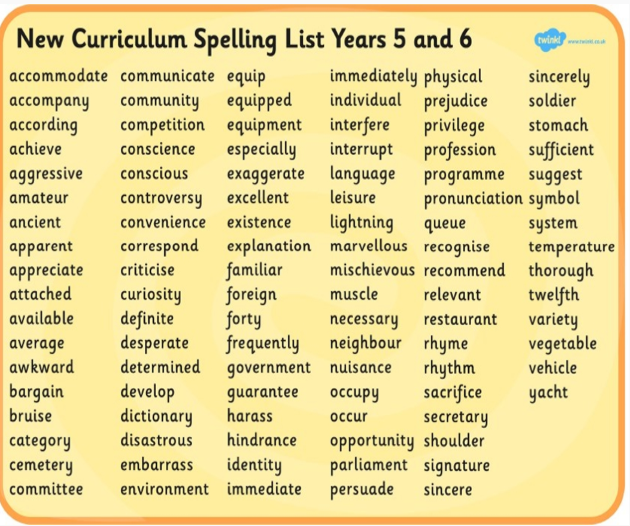 New Curriculum Spelling List Years 5 and 6
twinkl www.twinkl.co.uk
accommodate communicate equip immediately physical sincerely
accompany community equipped individual prejudice soldier
according competition equipment interfere privilege stomach
achieve conscience especially interrupt profession sufficient
aggressive conscious exaggerate language programme suggest
amateur controversy excellent leisure pronunciation symbol
ancient convenience existence lightning queue system
apparent correspond explanation marvellous recognise temperature
appreciate criticise familiar mischievous recommend thorough
attached curiosity foreign muscle relevant twelfth
available definite forty necessary restaurant variety
average desperate frequently neighbour rhyme vegetable
awkward determined government nuisance rhythm vehicle
bargain develop guarantee occupy sacrifice yacht
bruise dictionary harass occur secretary
category disastrous hindrance opportunity shoulder
cemetery embarrass identity parliament signature
committee environment immediate persuade sincere